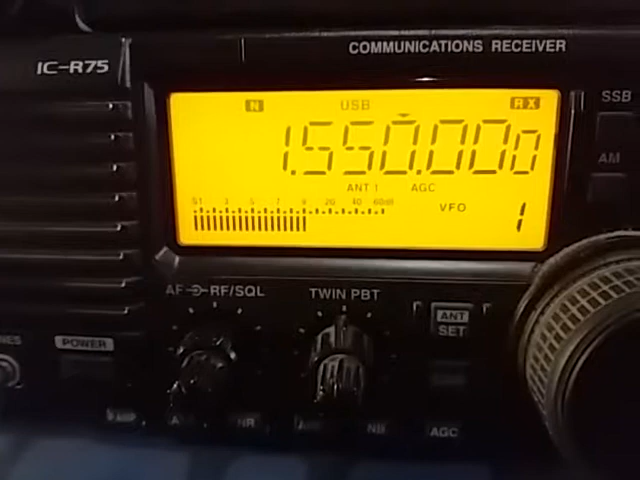 COMMUNICATIONS RECEIVER
IC-R75
N USB RX
1.550.000
ANT 1 AGC
S1 3 5 7 9 20 40 60dB
VFO 1
SSB
AM
AF RF/SQL
TWIN PBT
ANT
SET
POWER
NR
NB
AGC